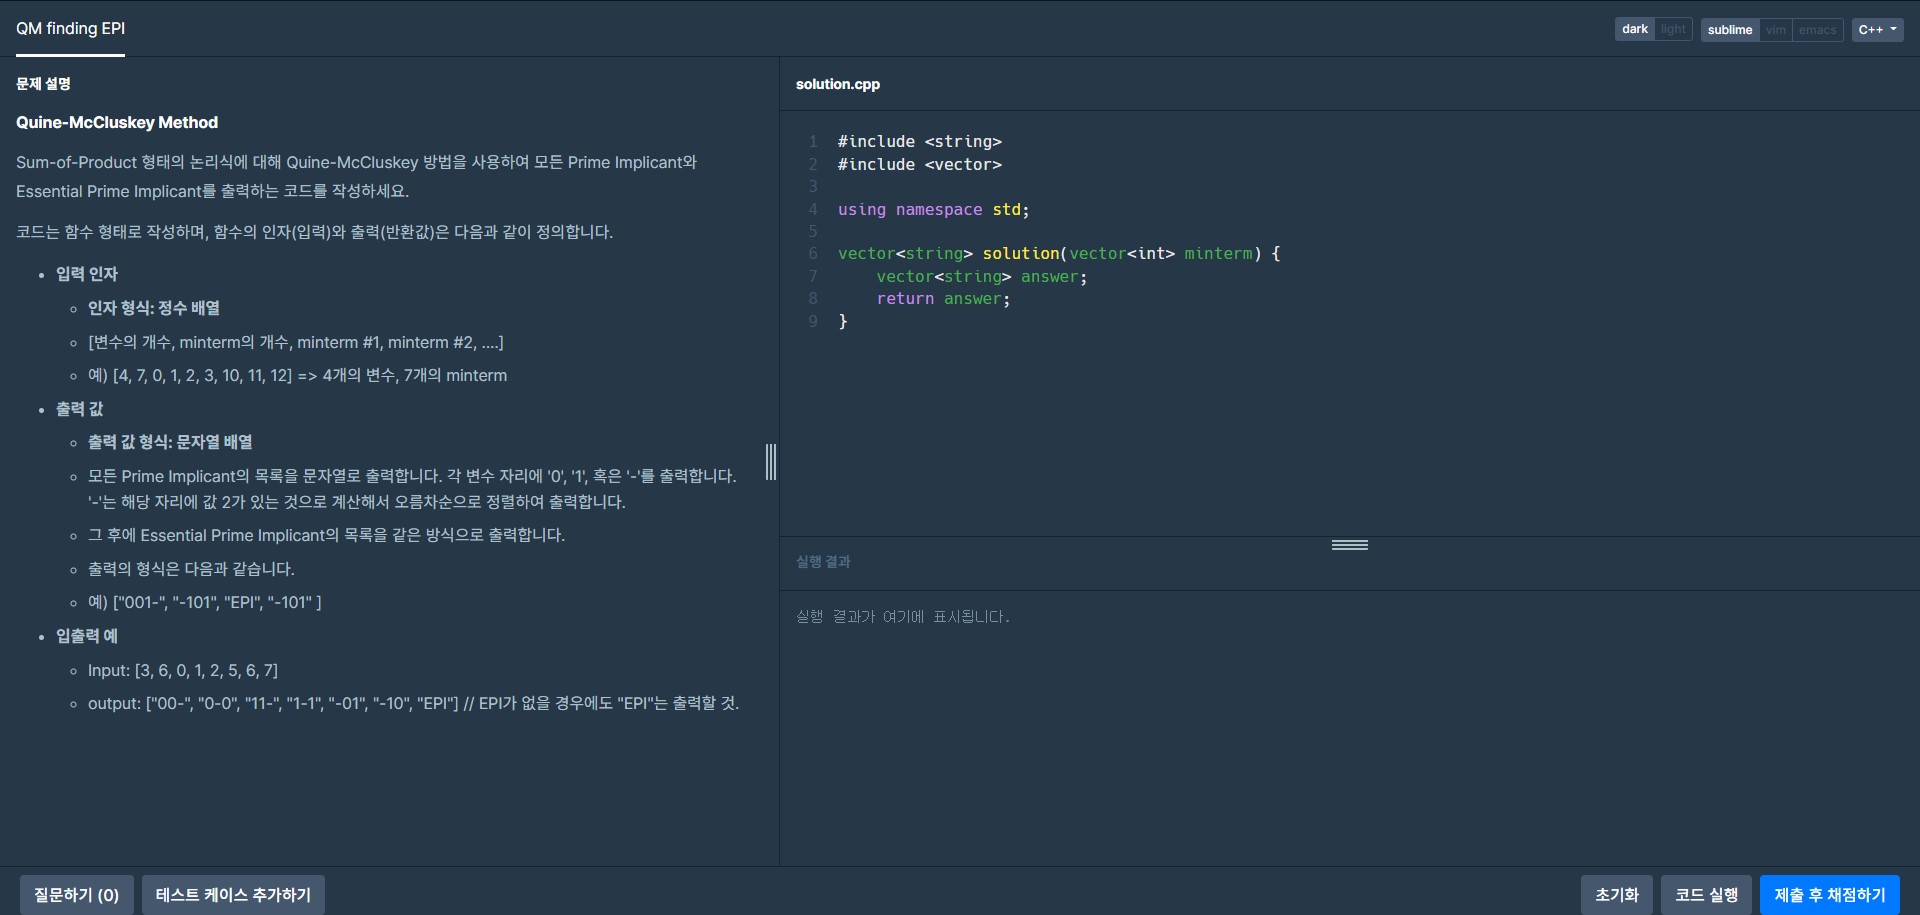 QM finding EPI
dark light sublime vim emacs C++
문제 설명
Quine-McCluskey Method
Sum-of-Product 형태의 논리식에 대해 Quine-McCluskey 방법을 사용하여 모든 Prime Implicant와
Essential Prime Implicant를 출력하는 코드를 작성하세요.
코드는 함수 형태로 작성하며, 함수의 인자(입력)와 출력(반환값)은 다음과 같이 정의합니다.
입력 인자
인자 형식: 정수 배열
[변수의 개수, minterm의 개수, minterm #1, minterm #2, ....]
예) [4, 7, 0, 1, 2, 3, 10, 11, 12] => 4개의 변수, 7개의 minterm
출력 값
출력 값 형식: 문자열 배열
모든 Prime Implicant의 목록을 문자열로 출력합니다. 각 변수 자리에 '0', '1', 혹은 '-'를 출력합니다.
'-'는 해당 자리에 값 2가 있는 것으로 계산해서 오름차순으로 정렬하여 출력합니다.
그 후에 Essential Prime Implicant의 목록을 같은 방식으로 출력합니다.
출력의 형식은 다음과 같습니다.
예) ["001-", "-101", "EPI", "-101" ]
입출력 예
Input: [3, 6, 0, 1, 2, 5, 6, 7]
output: ["00-", "0-0", "11-", "1-1", "-01", "-10", "EPI"] // EPI가 없을 경우에도 "EPI"는 출력할 것.
solution.cpp
1 #include <string>
2 #include <vector>
3
4 using namespace std;
5
6 vector<string> solution(vector<int> minterm) {
7 vector<string> answer;
8 return answer;
9 }
실행 결과
실행 결과가 여기에 표시됩니다.
질문하기 (0) 테스트 케이스 추가하기 초기화 코드 실행 제출 후 채점하기